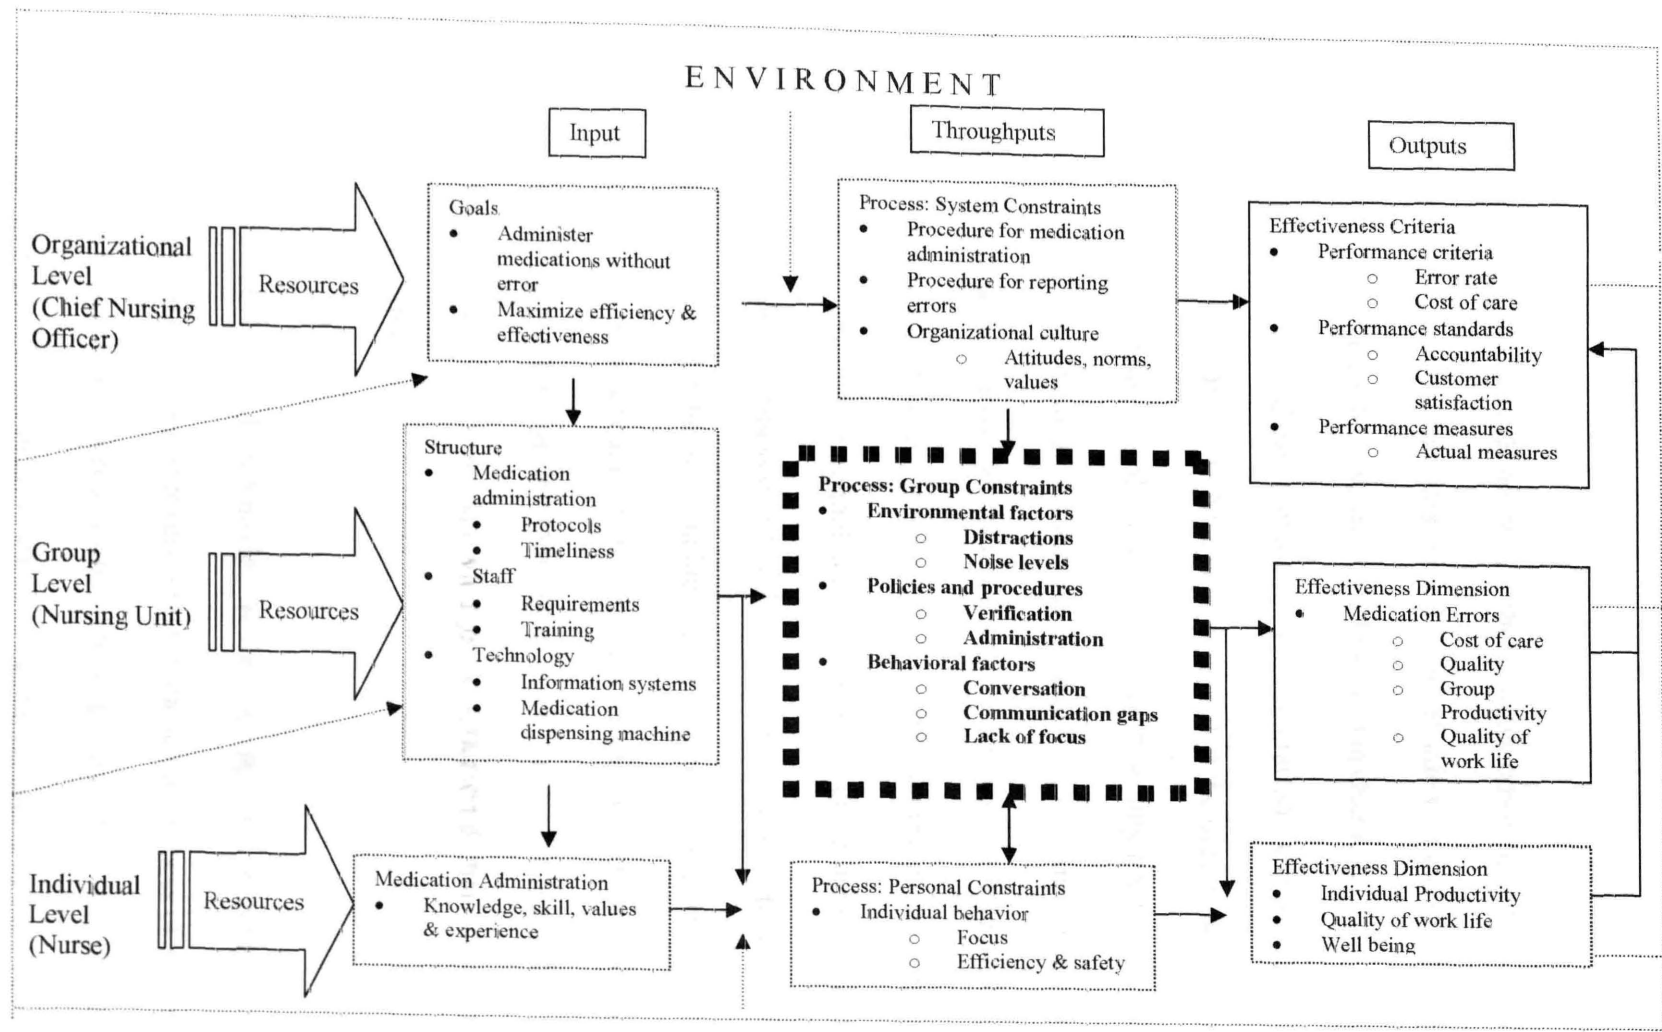 ENVIRONMENT
Input
Throughputs
Outputs
Organizational
Level
(Chief Nursing
Officer)
Resources
Goals
• Administer
medications without
error
• Maximize efficiency &
effectiveness
Process: System Constraints
• Procedure for medication
administration
• Procedure for reporting
errors
• Organizational culture
○ Attitudes, norms,
values
Effectiveness Criteria
• Performance criteria
○ Error rate
○ Cost of care
• Performance standards
○ Accountability
○ Customer
satisfaction
• Performance measures
○ Actual measures
Group
Level
(Nursing Unit)
Resources
Structure
• Medication
administration
• Protocols
• Timeliness
• Staff
• Requirements
• Training
• Technology
• Information systems
• Medication
dispensing machine
Process: Group Constraints
• Environmental factors
○ Distractions
○ Noise levels
• Policies and procedures
○ Verification
○ Administration
• Behavioral factors
○ Conversation
○ Communication gaps
○ Lack of focus
Effectiveness Dimension
• Medication Errors
○ Cost of care
○ Quality
○ Group
Productivity
○ Quality of
work life
Individual
Level
(Nurse)
Resources
Medication Administration
• Knowledge, skill, values
& experience
Process: Personal Constraints
• Individual behavior
○ Focus
○ Efficiency & safety
Effectiveness Dimension
• Individual Productivity
• Quality of work life
• Well being